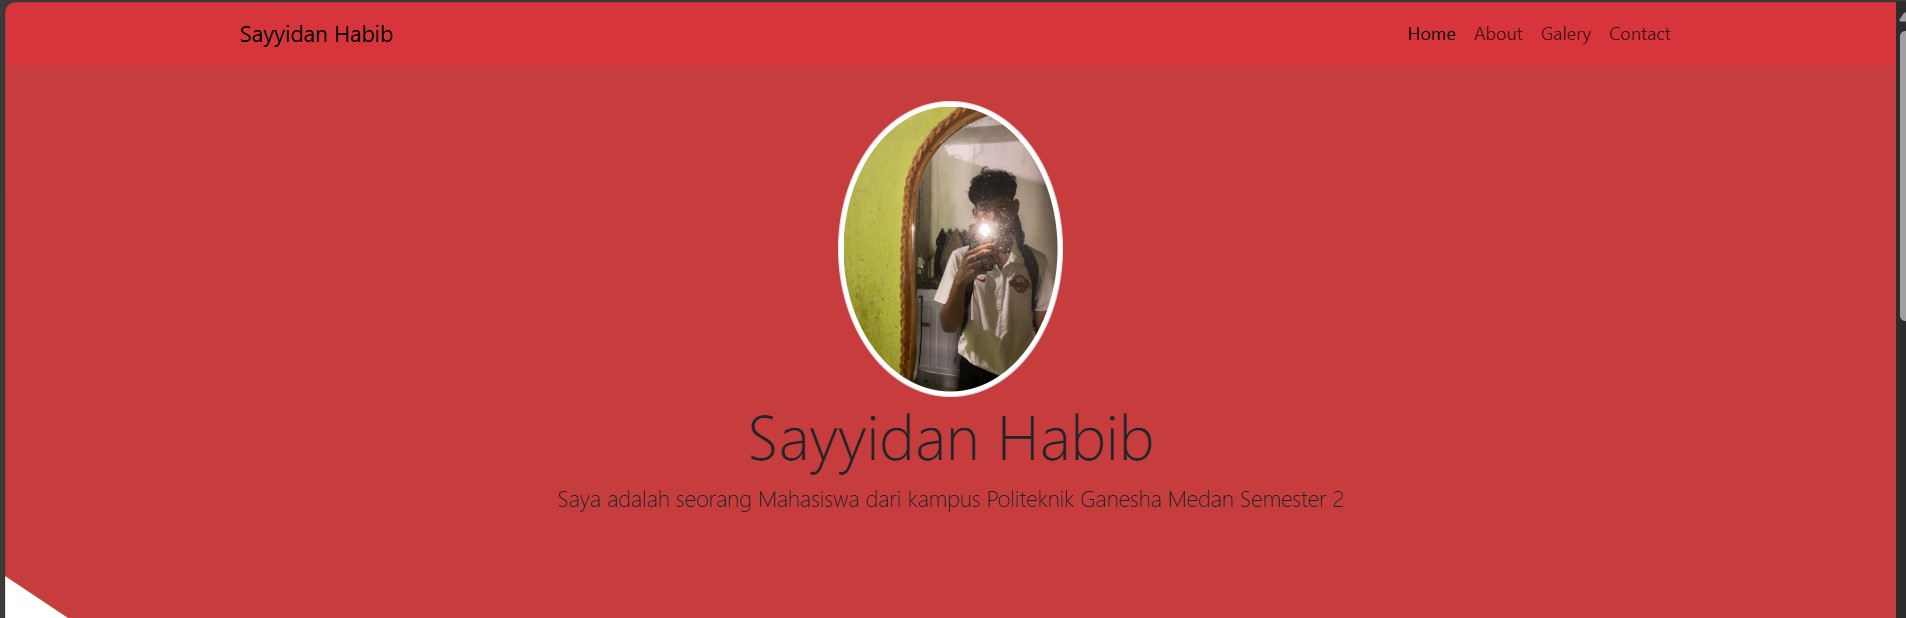 Sayyidan Habib
Home About Galery Contact
Sayyidan Habib
Saya adalah seorang Mahasiswa dari kampus Politeknik Ganesha Medan Semester 2